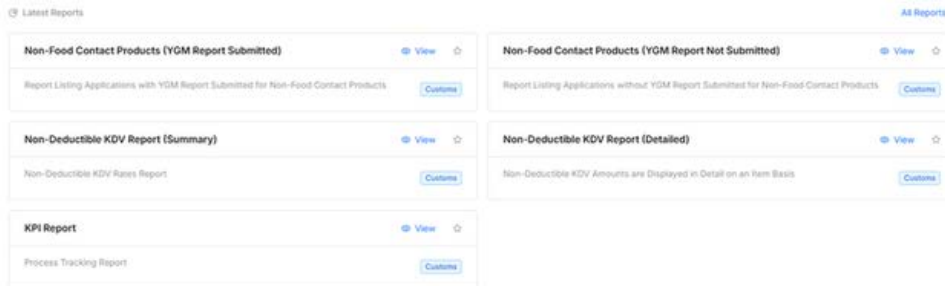 Latest Reports
All Reports
Non-Food Contact Products (YGM Report Submitted)
View
Report Listing Applications with YGM Report Submitted for Non-Food Contact Products
Customs
Non-Food Contact Products (YGM Report Not Submitted)
View
Report Listing Applications without YGM Report Submitted for Non-Food Contact Products
Customs
Non-Deductible KDV Report (Summary)
View
Non-Deductible KDV Rates Report
Customs
Non-Deductible KDV Report (Detailed)
View
Non-Deductible KDV Amounts are Displayed in Detail on an Item Basis
Customs
KPI Report
View
Process Tracking Report
Customs